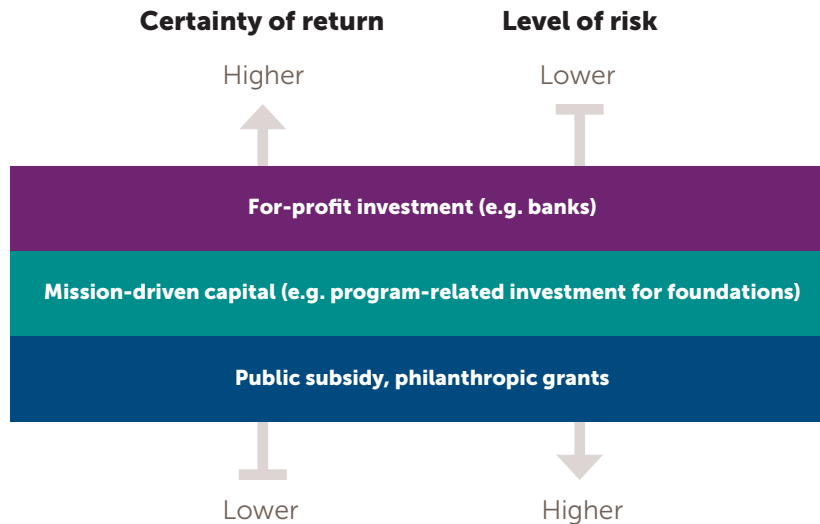 Certainty of return
Level of risk
Higher
Lower
For-profit investment (e.g. banks)
Mission-driven capital (e.g. program-related investment for foundations)
Public subsidy, philanthropic grants
Lower
Higher